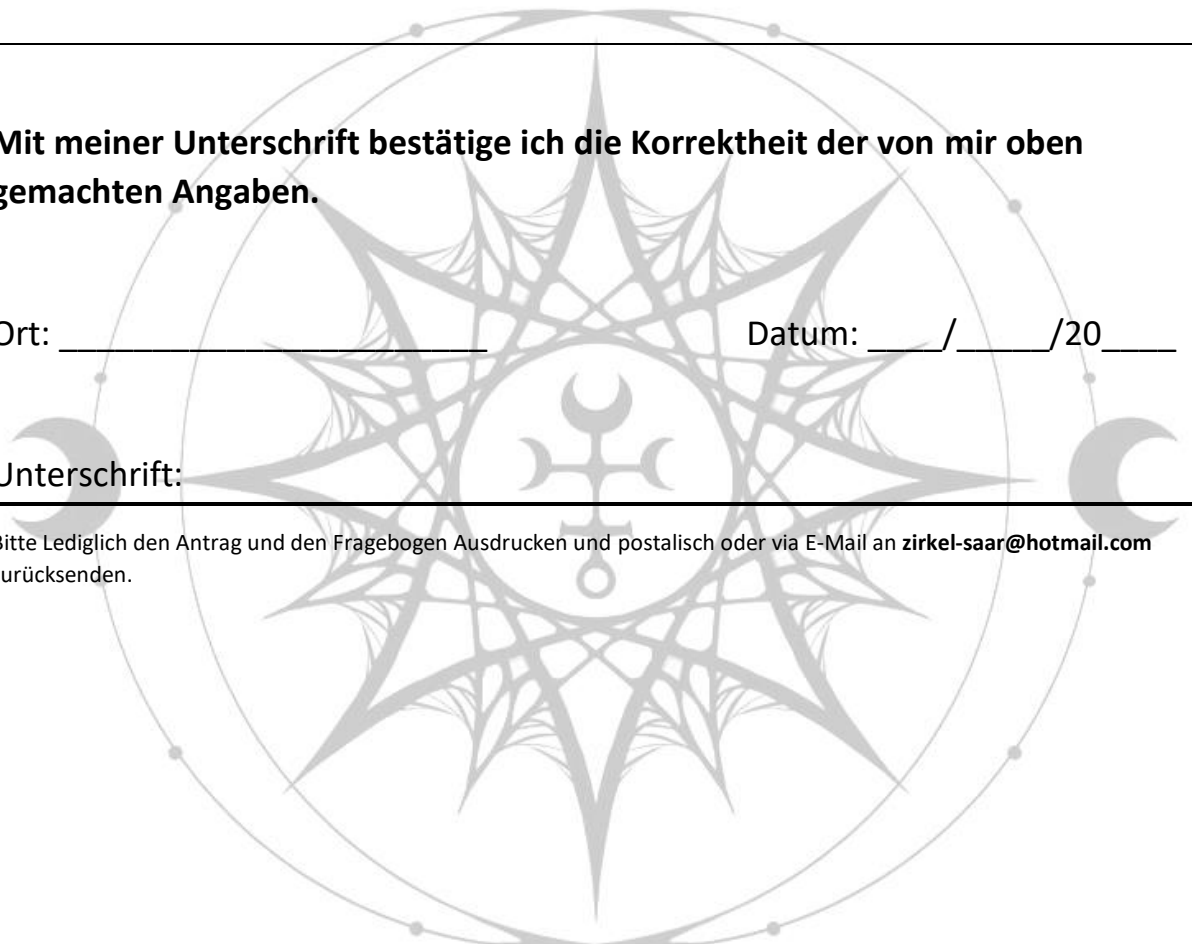 Mit meiner Unterschrift bestätige ich die Korrektheit der von mir oben
gemachten Angaben.
Ort: _______________________ Datum: ____/_____/20____
Unterschrift:
Bitte Lediglich den Antrag und den Fragebogen Ausdrucken und postalisch oder via E-Mail an zirkel-saar@hotmail.com
zurücksenden.